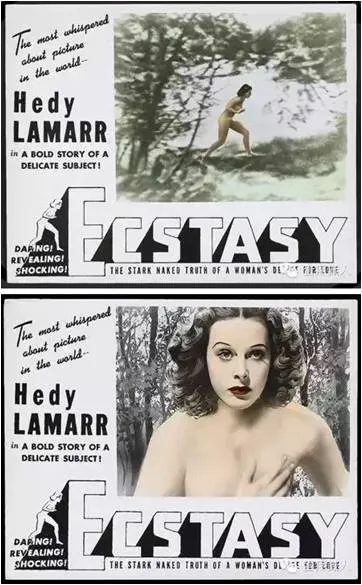 The most whispered
about picture
in the world--
Hedy
LAMARR
in A BOLD STORY OF A
DELICATE SUBJECT!
DARING!
REVEALING!
SHOCKING!
ECSTASY
THE STARK NAKED TRUTH OF A WOMAN'S DESIRE FOR LOVE
The most whispered
about picture
in the world--
Hedy
LAMARR
in A BOLD STORY OF A
DELICATE SUBJECT!
DARING!
REVEALING!
SHOCKING!
ECSTASY
THE STARK NAKED TRUTH OF A WOMAN'S DESIRE FOR LOVE